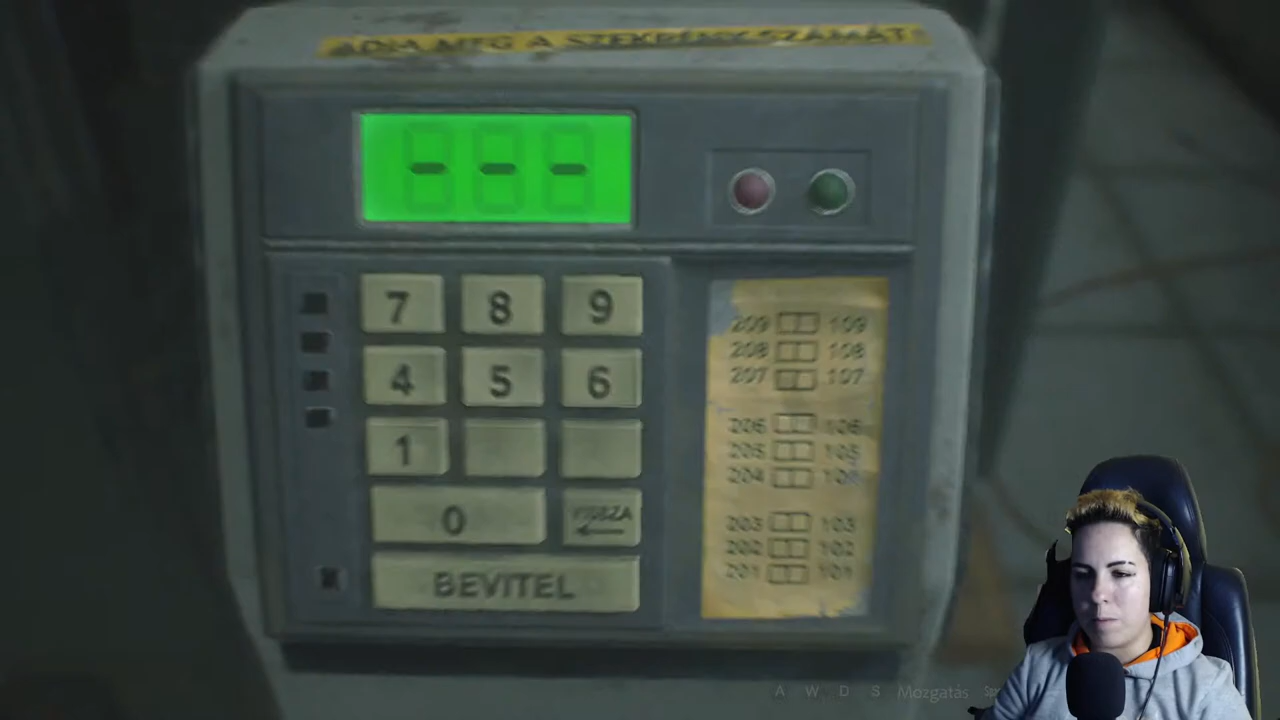 ADJA MEG A SZEKRÉNY SZÁMÁT!
- - -
7 8 9
4 5 6
1
0 VISSZA
BEVITEL
209 109
208 108
207 107
206 106
205 105
204 104
203 103
202 102
201 101
A W D S Mozgatás